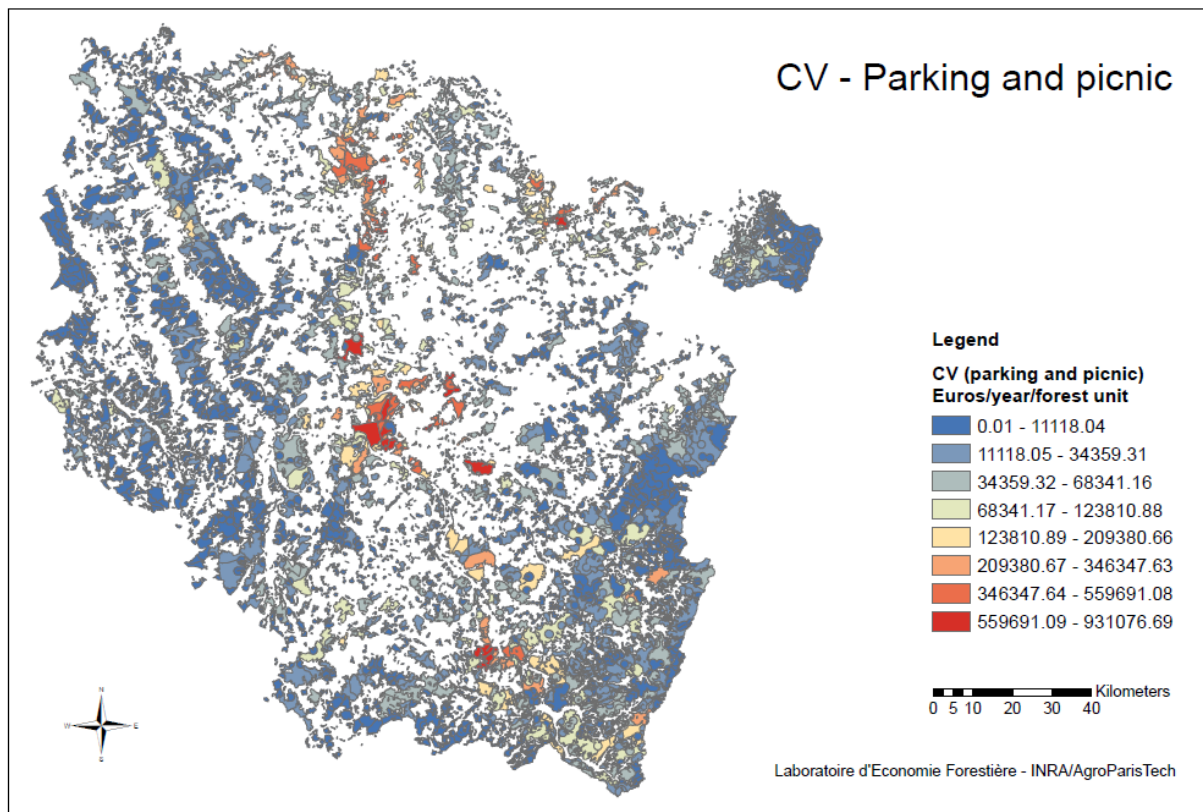 CV - Parking and picnic
Legend
CV (parking and picnic)
Euros/year/forest unit
0.01 - 11118.04
11118.05 - 34359.31
34359.32 - 68341.16
68341.17 - 123810.88
123810.89 - 209380.66
209380.67 - 346347.63
346347.64 - 559691.08
559691.09 - 931076.69
N
W E
S
Kilometers
0 5 10 20 30 40
Laboratoire d'Economie Forestière - INRA/AgroParisTech